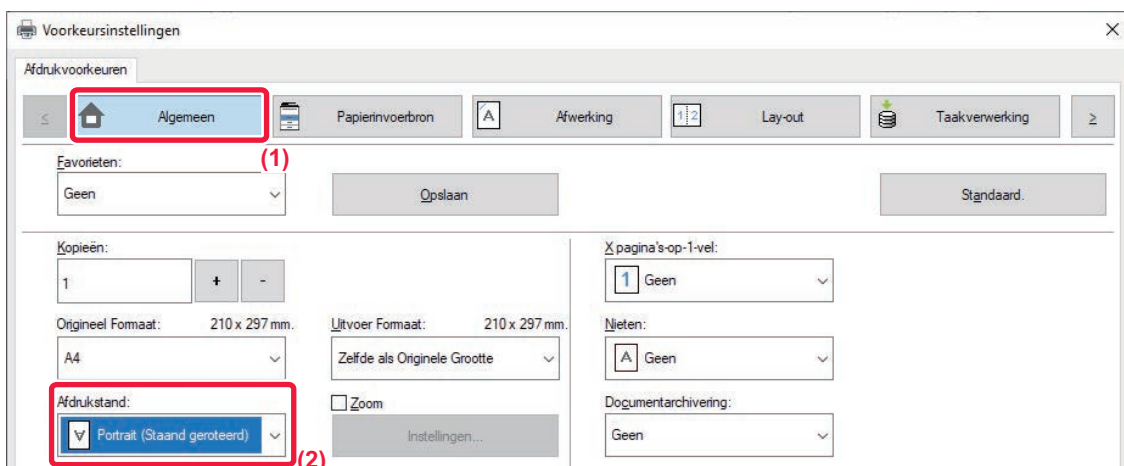 Voorkeursinstellingen
Afdrukvoorkeuren
< Algemeen Papierinvoerbron A Afwerking 1 2 Lay-out Taakverwerking >
(1)
Favorieten:
Geen Opslaan Standaard.
Kopieën: X pagina's-op-1-vel:
1 + - 1 Geen
Origineel Formaat: 210 x 297 mm. Uitvoer Formaat: 210 x 297 mm. Nieten:
A4 Zelfde als Originele Grootte A Geen
Afdrukstand: Zoom Documentarchivering:
A Portrait (Staand geroteerd) Instellingen... Geen
(2)